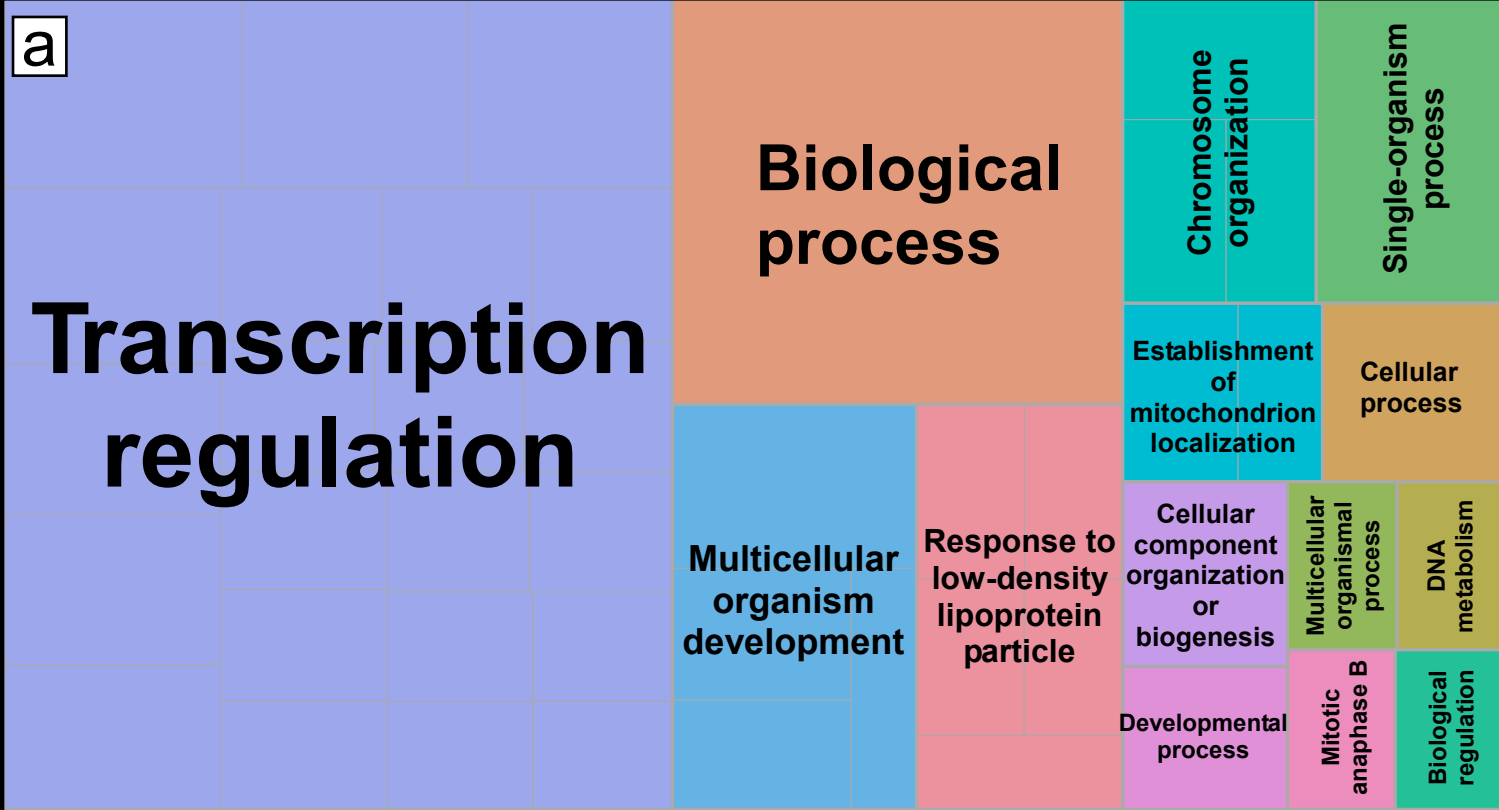 a
Transcription
regulation
Biological
process
Multicellular
organism
development
Response to
low-density
lipoprotein
particle
Chromosome
organization
Single-organism
process
Establishment
of
mitochondrion
localization
Cellular
process
Cellular
component
organization
or
biogenesis
Multicellular
organismal
process
DNA
metabolism
Developmental
process
Mitotic
anaphase B
Biological
regulation